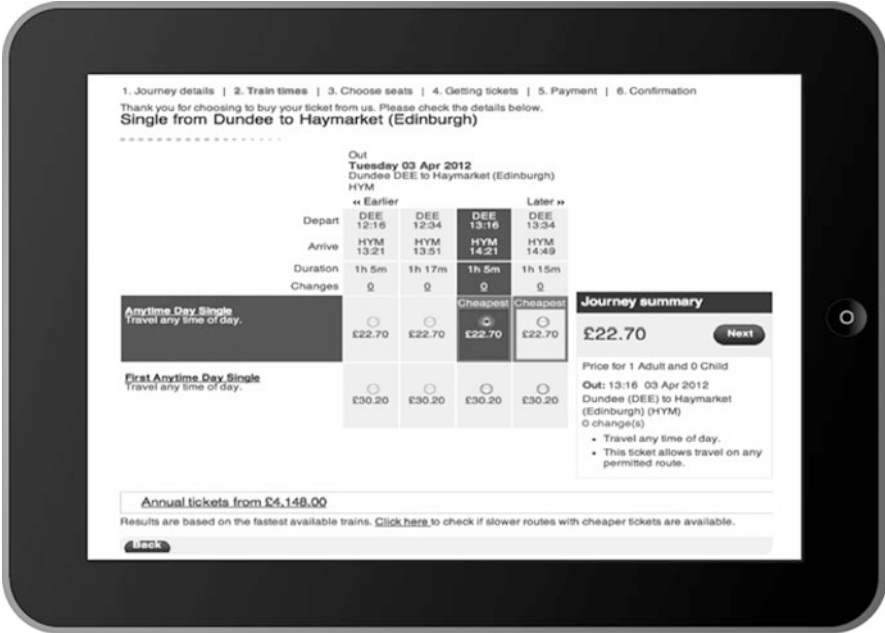 1. Journey details | 2. Train times | 3. Choose seats | 4. Getting tickets | 5. Payment | 6. Confirmation
Thank you for choosing to buy your ticket from us. Please check the details below.
Single from Dundee to Haymarket (Edinburgh)
Out
Tuesday 03 Apr 2012
Dundee DEE to Haymarket (Edinburgh)
HYM
‹‹ Earlier Later ››
Depart DEE DEE DEE DEE
12:16 12:34 13:16 13:34
Arrive HYM HYM HYM HYM
13:21 13:51 14:21 14:49
Duration 1h 5m 1h 17m 1h 5m 1h 15m
Changes 0 0 0 0
Cheapest Cheapest
Anytime Day Single
Travel any time of day.
£22.70 £22.70 £22.70 £22.70
First Anytime Day Single
Travel any time of day.
£30.20 £30.20 £30.20 £30.20
Journey summary
£22.70 Next
Price for 1 Adult and 0 Child
Out: 13:16 03 Apr 2012
Dundee (DEE) to Haymarket
(Edinburgh) (HYM)
0 change(s)
• Travel any time of day.
• This ticket allows travel on any
permitted route.
Annual tickets from £4,148.00
Results are based on the fastest available trains. Click here to check if slower routes with cheaper tickets are available.
Back